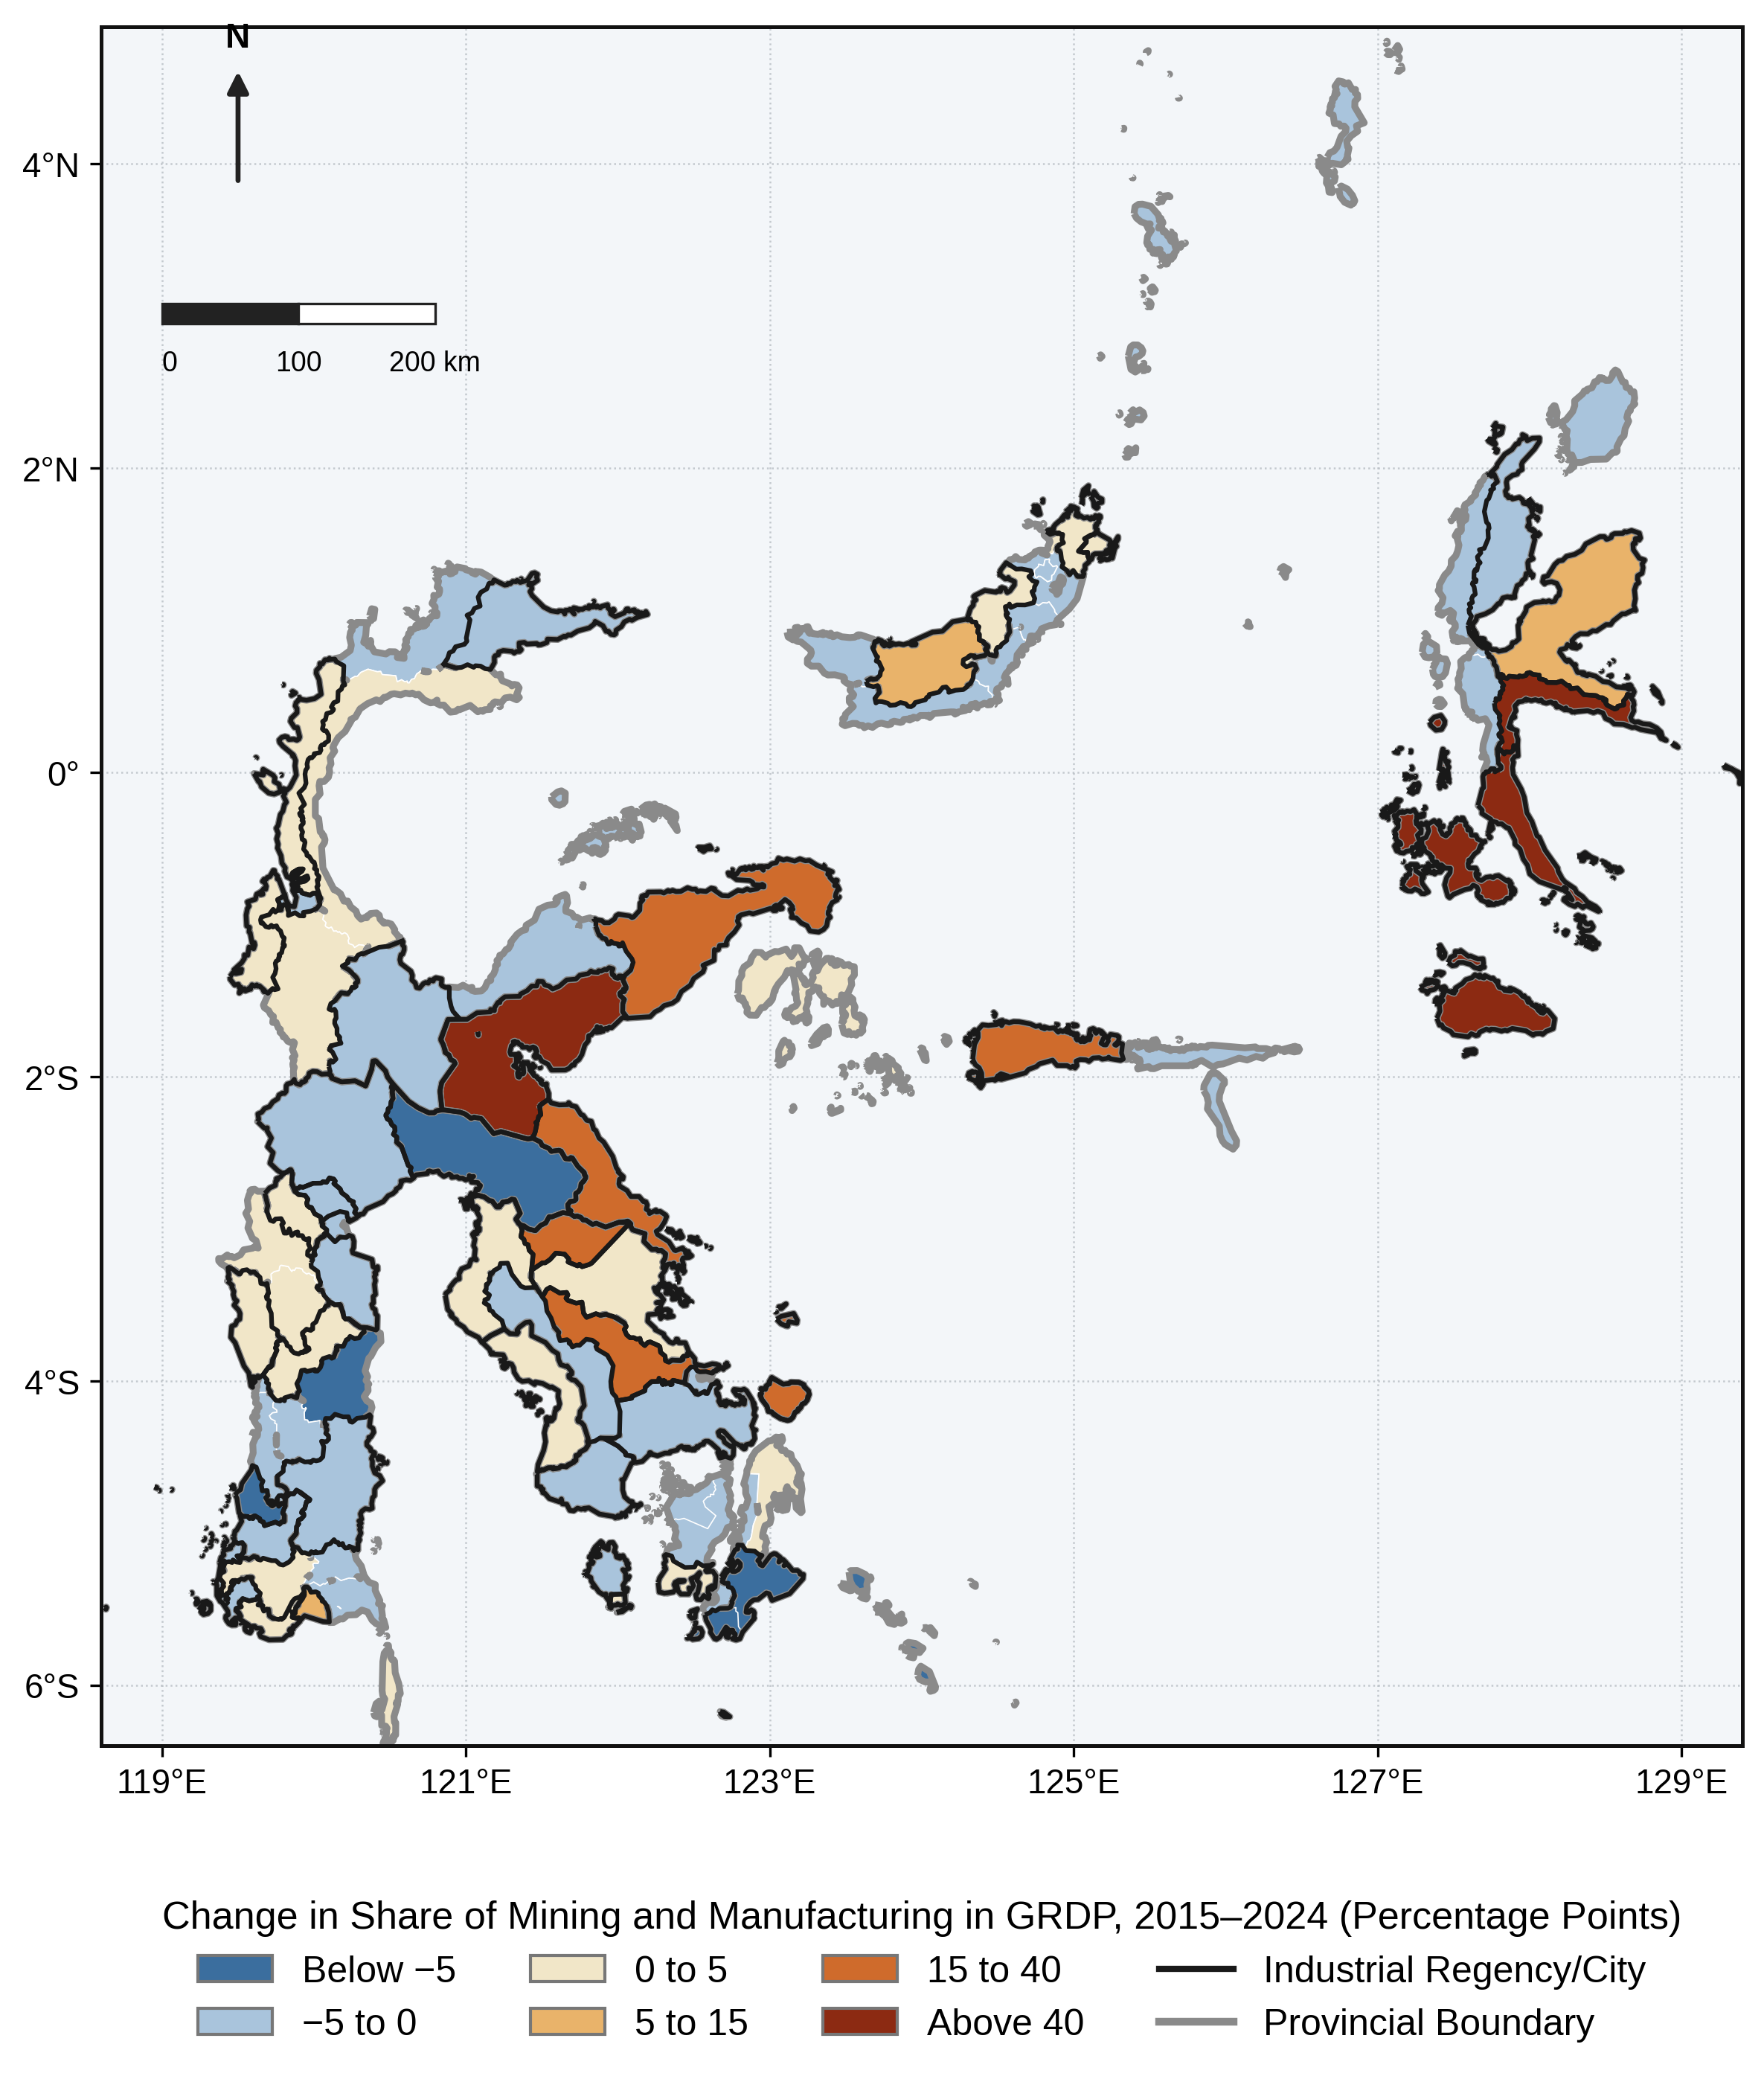 N
4°N
0
100
200 km
2°N
0°
2°S
4°S
6°S
119°E
121°E
123°E
125°E
127°E
129°E
Change in Share of Mining and Manufacturing in GRDP, 2015–2024 (Percentage Points)
Below −5
0 to 5
15 to 40
Industrial Regency/City
−5 to 0
5 to 15
Above 40
Provincial Boundary